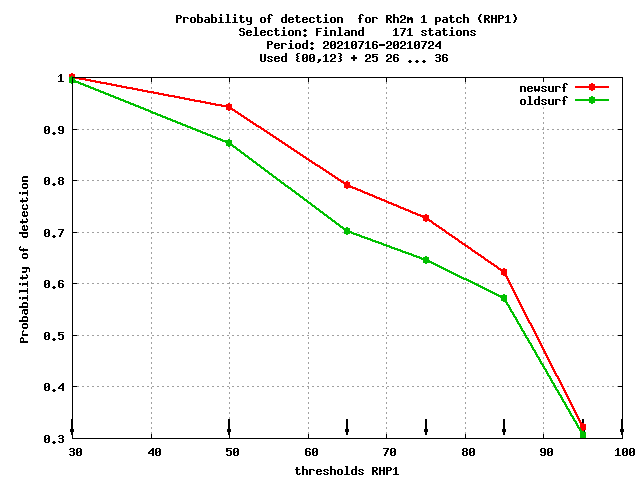 Probability of detection  for Rh2m 1 patch (RHP1)
Selection: Finland    171 stations
Period: 20210716-20210724
Used {00,12} + 25 26 ... 36
newsurf
oldsurf
1
0.9
0.8
0.7
0.6
0.5
0.4
0.3
Probability of detection
30 40 50 60 70 80 90 100
thresholds RHP1